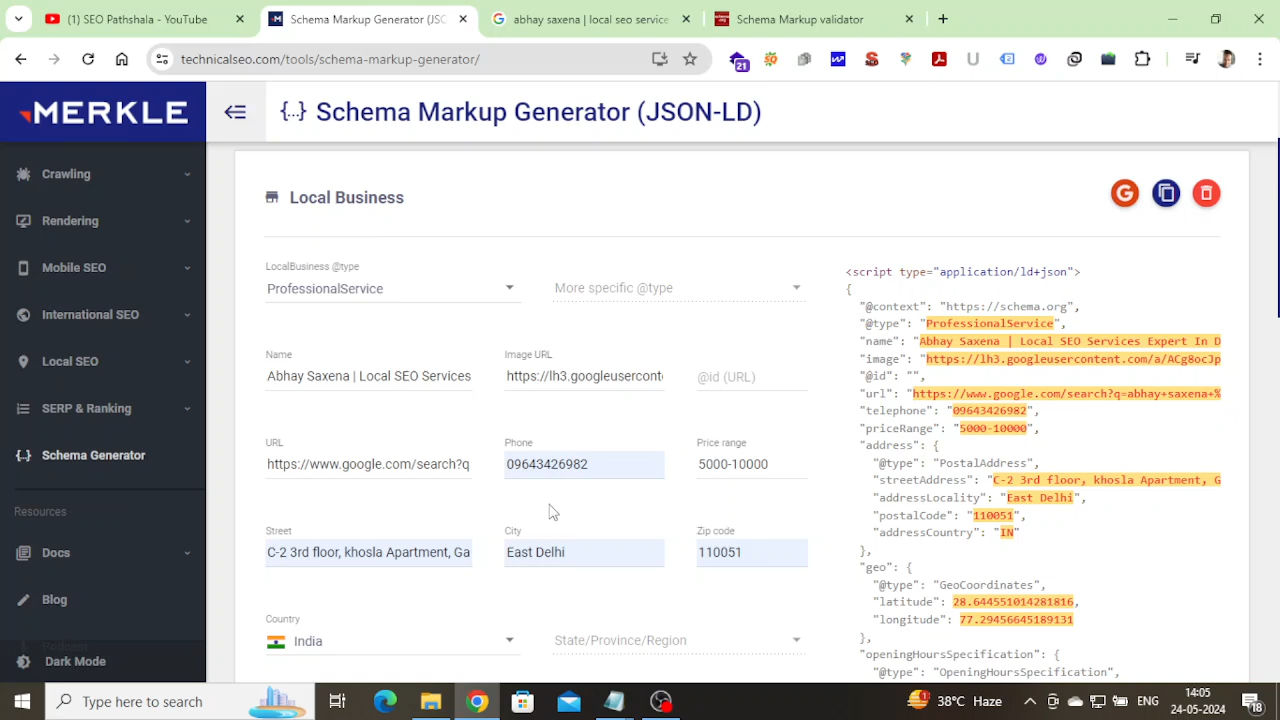 (1) SEO Pathshala - YouTube
Schema Markup Generator (JSC
abhay saxena | local seo service
Schema Markup validator
technicalseo.com/tools/schema-markup-generator/
21
MERKLE
{...} Schema Markup Generator (JSON-LD)
Crawling
Rendering
Mobile SEO
International SEO
Local SEO
SERP & Ranking
Schema Generator
Resources
Docs
Blog
Podcast
Dark Mode
Local Business
LocalBusiness @type
ProfessionalService
More specific @type
Name
Abhay Saxena | Local SEO Services
Image URL
https://lh3.googleusercont
@id (URL)
URL
https://www.google.com/search?q
Phone
09643426982
Price range
5000-10000
Street
C-2 3rd floor, khosla Apartment, Ga
City
East Delhi
Zip code
110051
Country
India
State/Province/Region
<script type="application/ld+json">
{
"@context": "https://schema.org",
"@type": "ProfessionalService",
"name": "Abhay Saxena | Local SEO Services Expert In D
"image": "https://lh3.googleusercontent.com/a/ACg8ocJp
"@id": "",
"url": "https://www.google.com/search?q=abhay+saxena+%
"telephone": "09643426982",
"priceRange": "5000-10000",
"address": {
"@type": "PostalAddress",
"streetAddress": "C-2 3rd floor, khosla Apartment, G
"addressLocality": "East Delhi",
"postalCode": "110051",
"addressCountry": "IN"
},
"geo": {
"@type": "GeoCoordinates",
"latitude": 28.644551014281816,
"longitude": 77.29456645189131
},
"openingHoursSpecification": {
"@type": "OpeningHoursSpecification",
Type here to search
1
38°C Haze
ENG
14:05
24-05-2024
18